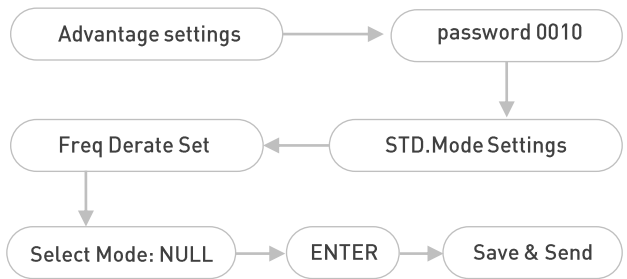 Advantage settings
password 0010
STD.Mode Settings
Freq Derate Set
Select Mode: NULL
ENTER
Save & Send